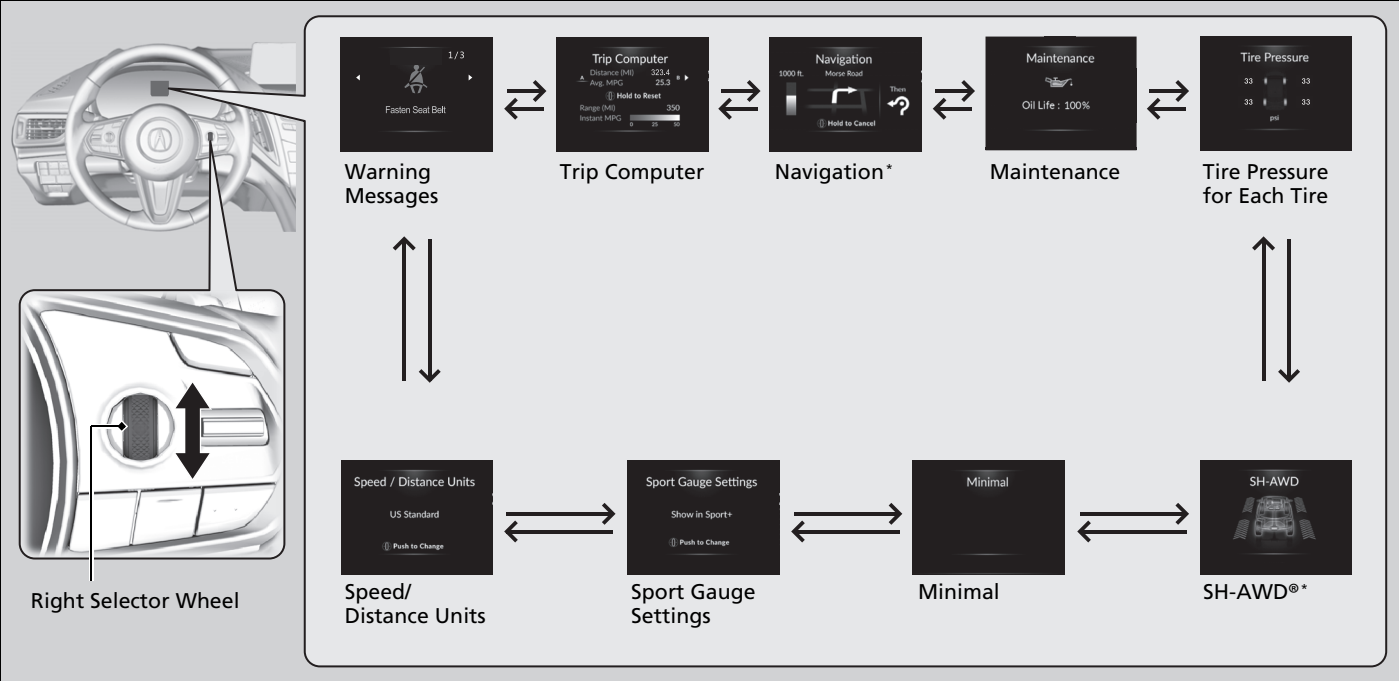 1/3
Fasten Seat Belt
Warning
Messages
Trip Computer
A Distance (MI) 323.4 B
Avg. MPG 25.3
Hold to Reset
Range (MI) 350
Instant MPG
0 25 50
Trip Computer
Navigation
1000 ft. Morse Road
Then
Hold to Cancel
Navigation*
Maintenance
Oil Life : 100%
Maintenance
Tire Pressure
33 33
33 33
psi
Tire Pressure
for Each Tire
Speed / Distance Units
US Standard
Push to Change
Speed/
Distance Units
Sport Gauge Settings
Show in Sport+
Push to Change
Sport Gauge
Settings
Minimal
Minimal
SH-AWD
SH-AWD®*
Right Selector Wheel